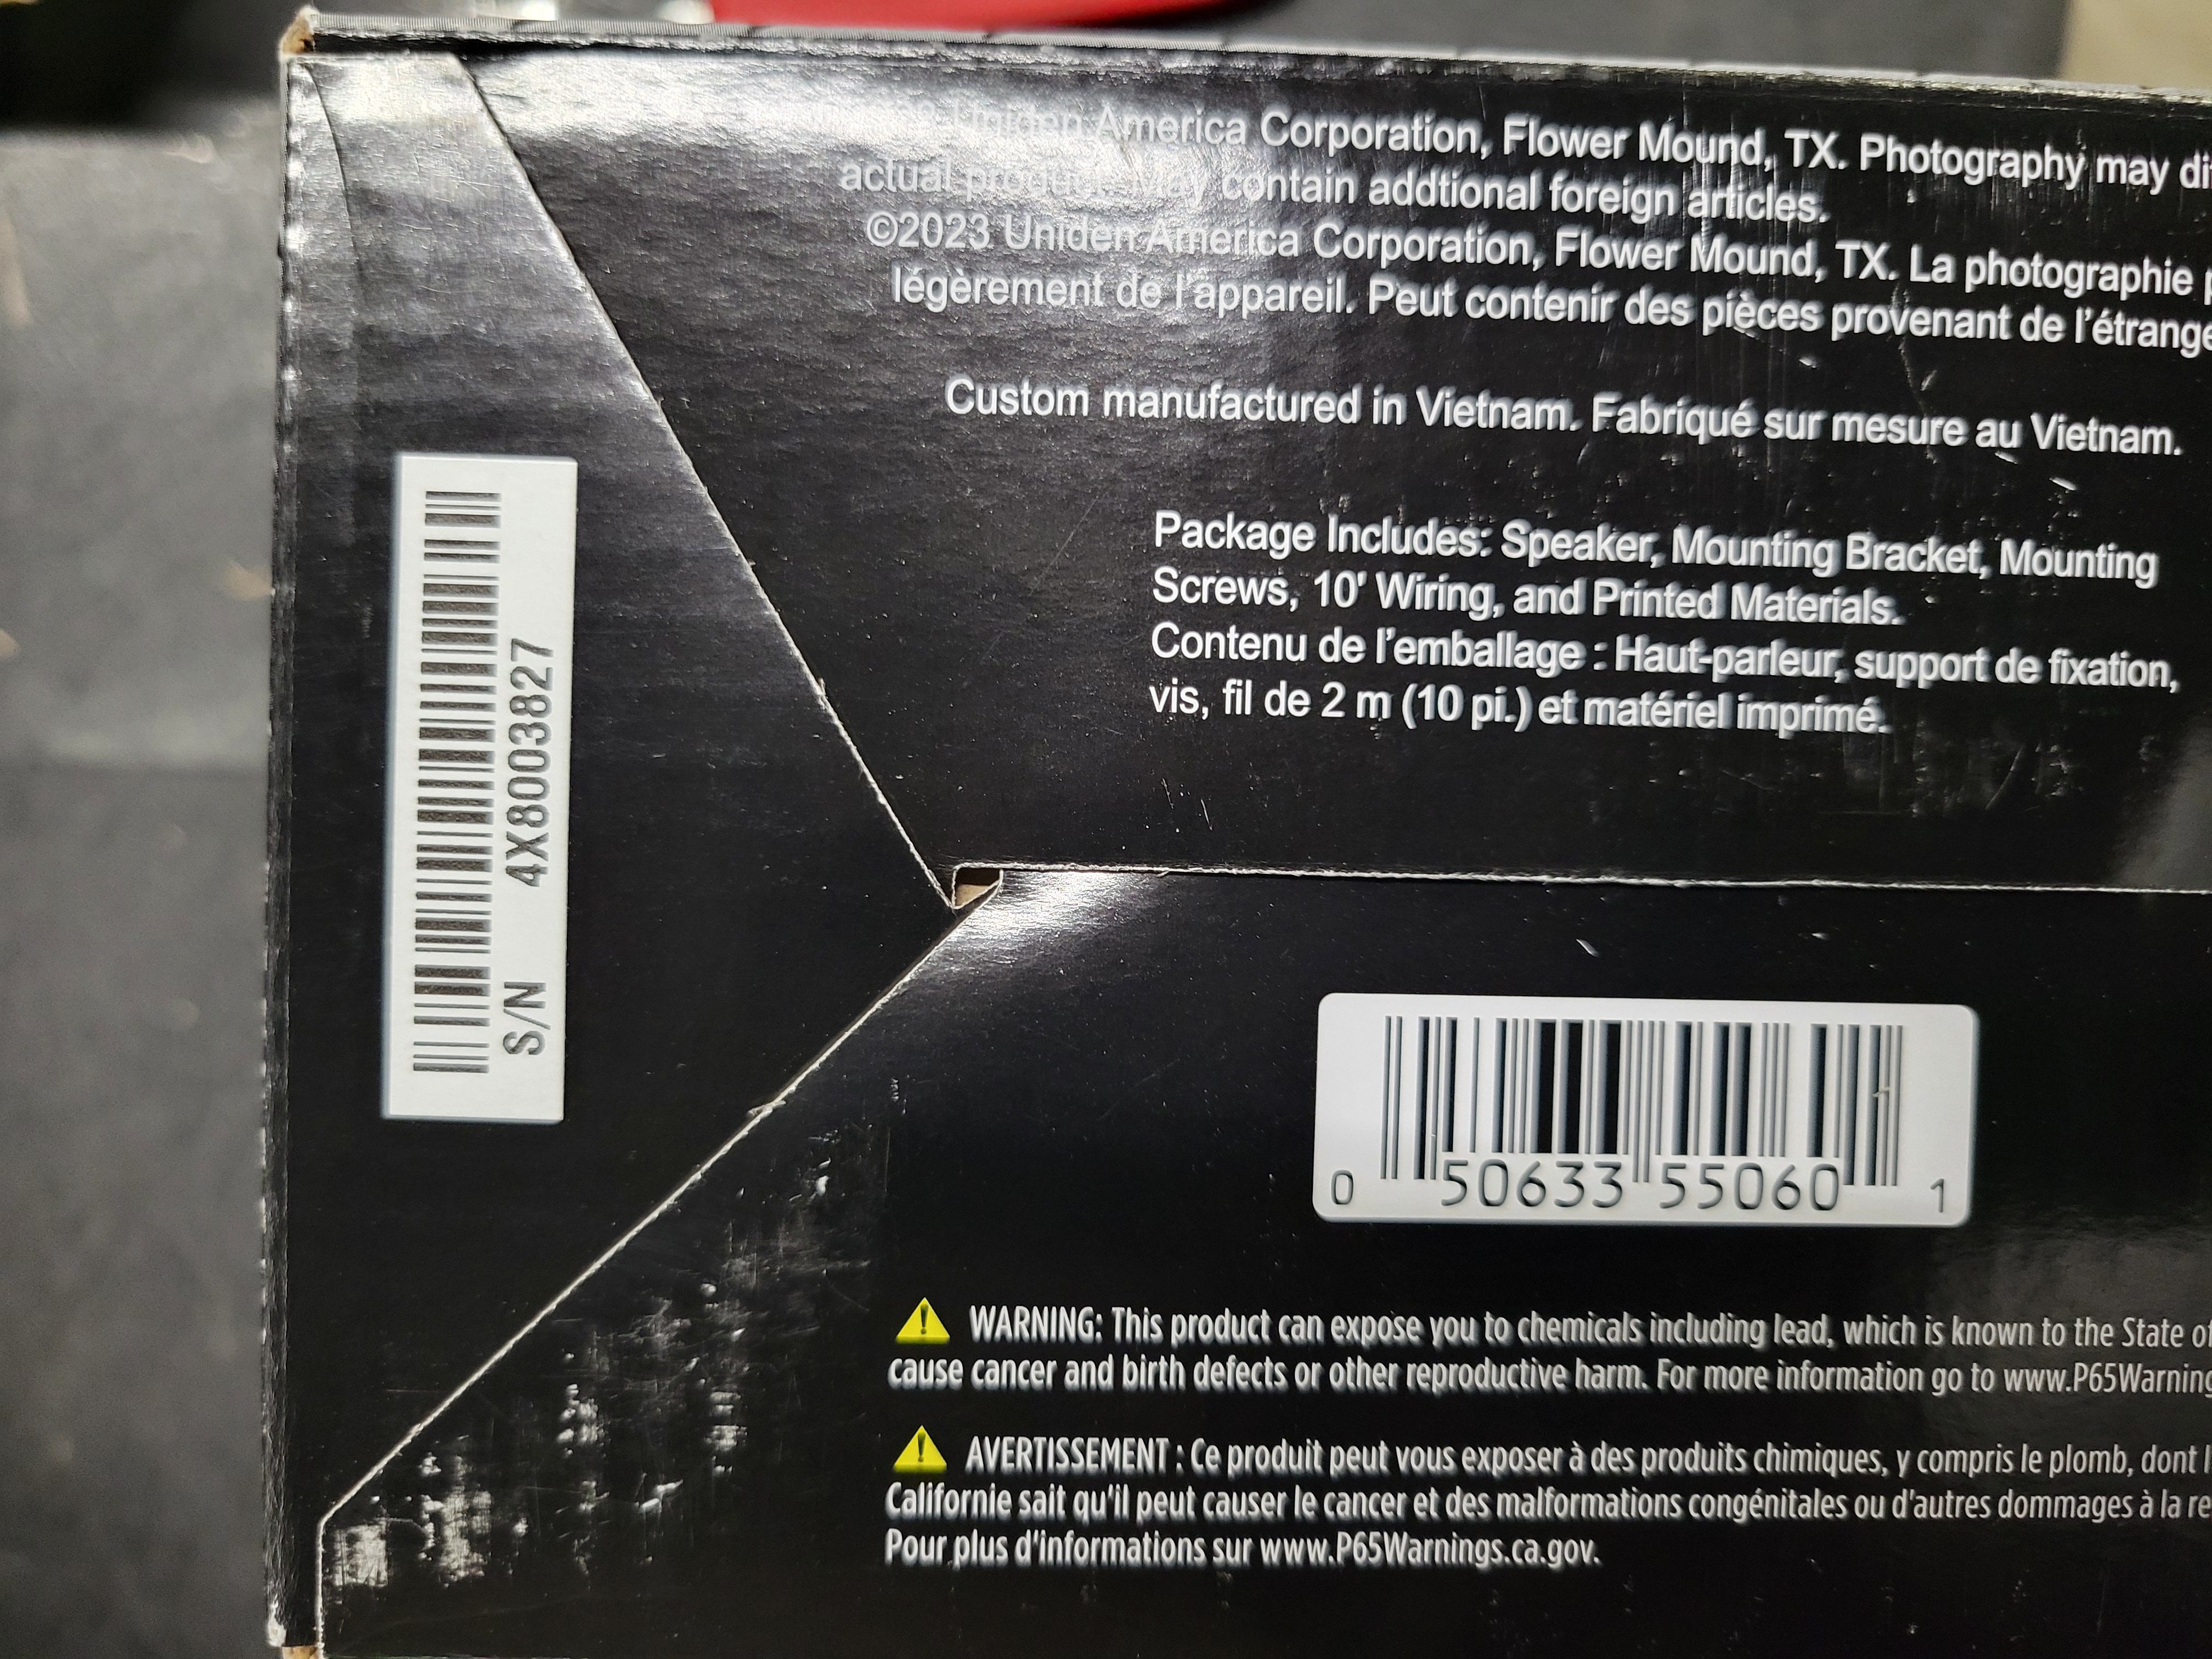 Uniden America Corporation, Flower Mound, TX. Photography may
actual product. May contain addtional foreign articles.
©2023 Uniden America Corporation, Flower Mound, TX. La photographie
légèrement de l'appareil. Peut contenir des pièces provenant de l'étrange
Custom manufactured in Vietnam. Fabriqué sur mesure au Vietnam.
Package Includes: Speaker, Mounting Bracket, Mounting
Screws, 10' Wiring, and Printed Materials.
Contenu de l'emballage : Haut-parleur, support de fixation,
vis, fil de 2 m (10 pi.) et matériel imprimé.
S/N 4X8003827
0 50633 55060 1
WARNING: This product can expose you to chemicals including lead, which is known to the State of
cause cancer and birth defects or other reproductive harm. For more information go to www.P65Warning
AVERTISSEMENT : Ce produit peut vous exposer à des produits chimiques, y compris le plomb, dont
Californie sait qu'il peut causer le cancer et des malformations congénitales ou d'autres dommages à la re
Pour plus d'informations sur www.P65Warnings.ca.gov.